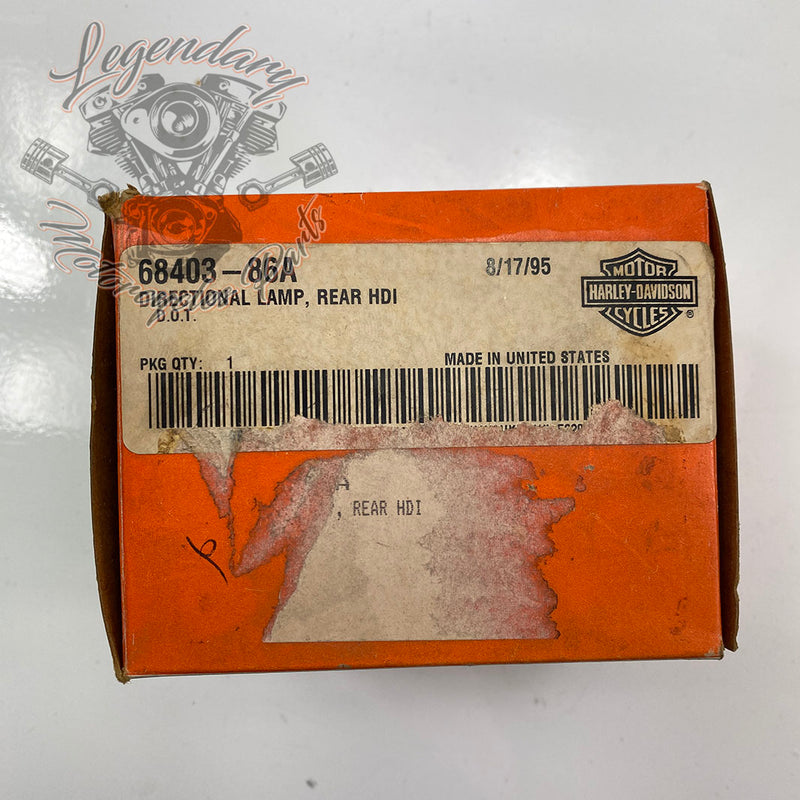 Legendary
Motorcycle Parts
68403-86A
8/17/95
DIRECTIONAL LAMP, REAR HDI
D.O.T.
MOTOR
HARLEY-DAVIDSON
CYCLES
®
PKG QTY: 1
MADE IN UNITED STATES
A
, REAR HDI